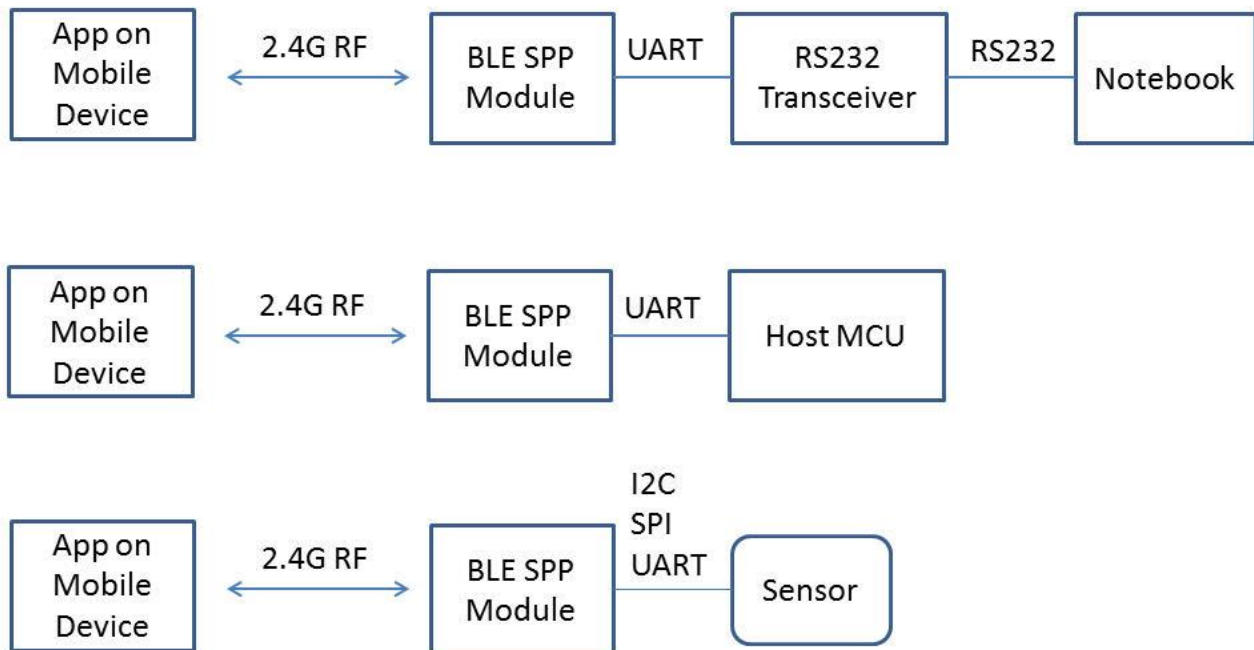 App on
Mobile
Device
2.4G RF
BLE SPP
Module
UART
RS232
Transceiver
RS232
Notebook
App on
Mobile
Device
2.4G RF
BLE SPP
Module
UART
Host MCU
App on
Mobile
Device
2.4G RF
BLE SPP
Module
I2C
SPI
UART
Sensor